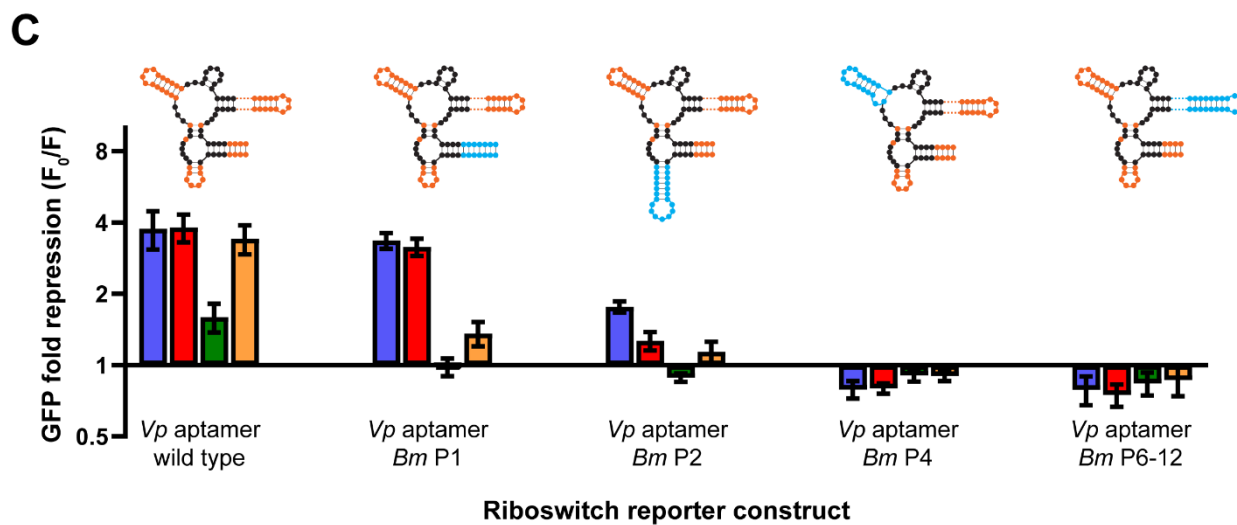 C
GFP fold repression (F₀/F)
8
4
2
1
0.5
Vp aptamer
wild type
Vp aptamer
Bm P1
Vp aptamer
Bm P2
Vp aptamer
Bm P4
Vp aptamer
Bm P6-12
Riboswitch reporter construct